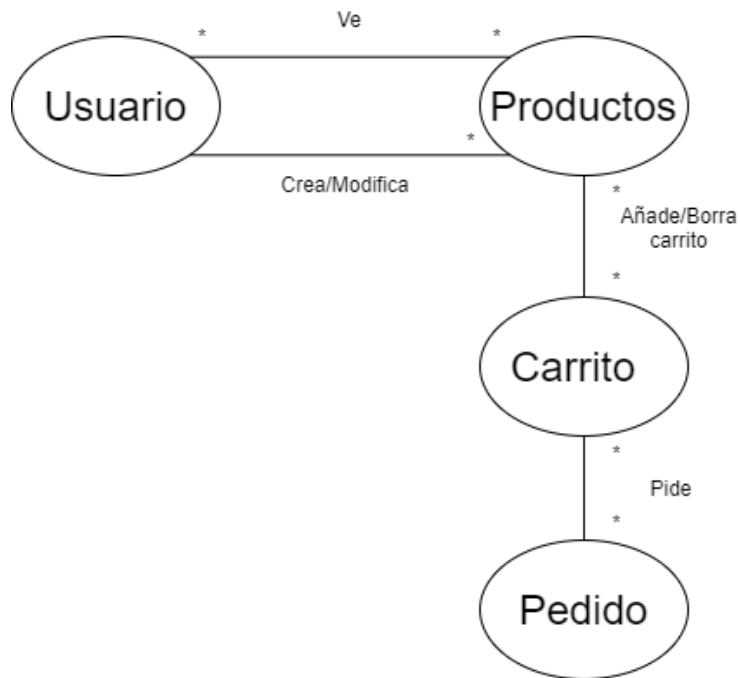 Ve
* *
Usuario
Productos
*
Crea/Modifica
*
Añade/Borra
carrito
*
Carrito
*
Pide
*
Pedido